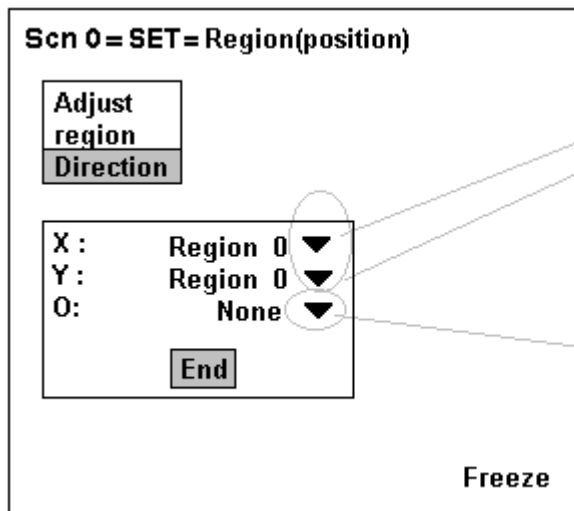 Scn 0=SET=Region(position)
Adjust
region
Direction
X : Region 0
Y : Region 0
O: None
End
Freeze